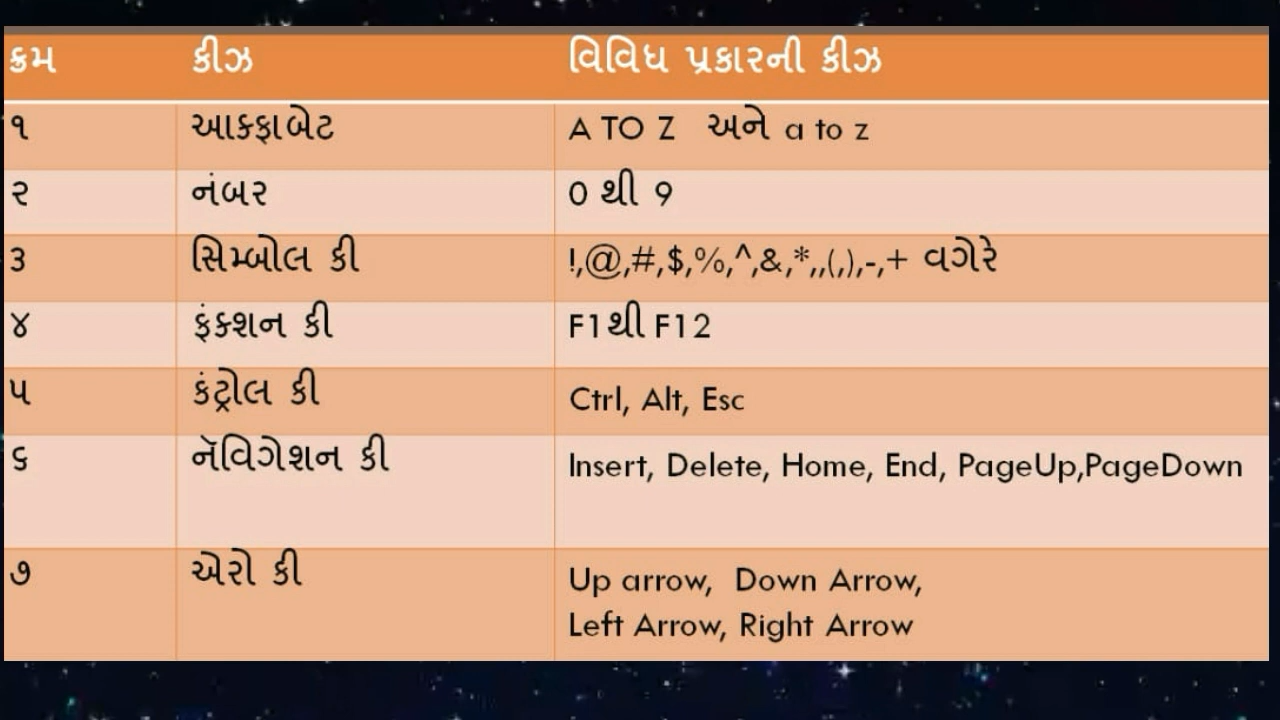 ક્રમ કીઝ વિવિધ પ્રકારની કીઝ
૧ આલ્ફાબેટ A TO Z અને a to z
૨ નંબર 0 થી 9
૩ સિમ્બોલ કી !,@,#,$,%,^,&,*,,(,),-,+ વગેરે
૪ ફંક્શન કી F1થી F12
૫ કંટ્રોલ કી Ctrl, Alt, Esc
૬ નૅવિગેશન કી Insert, Delete, Home, End, PageUp,PageDown
૭ એરો કી Up arrow, Down Arrow,
Left Arrow, Right Arrow